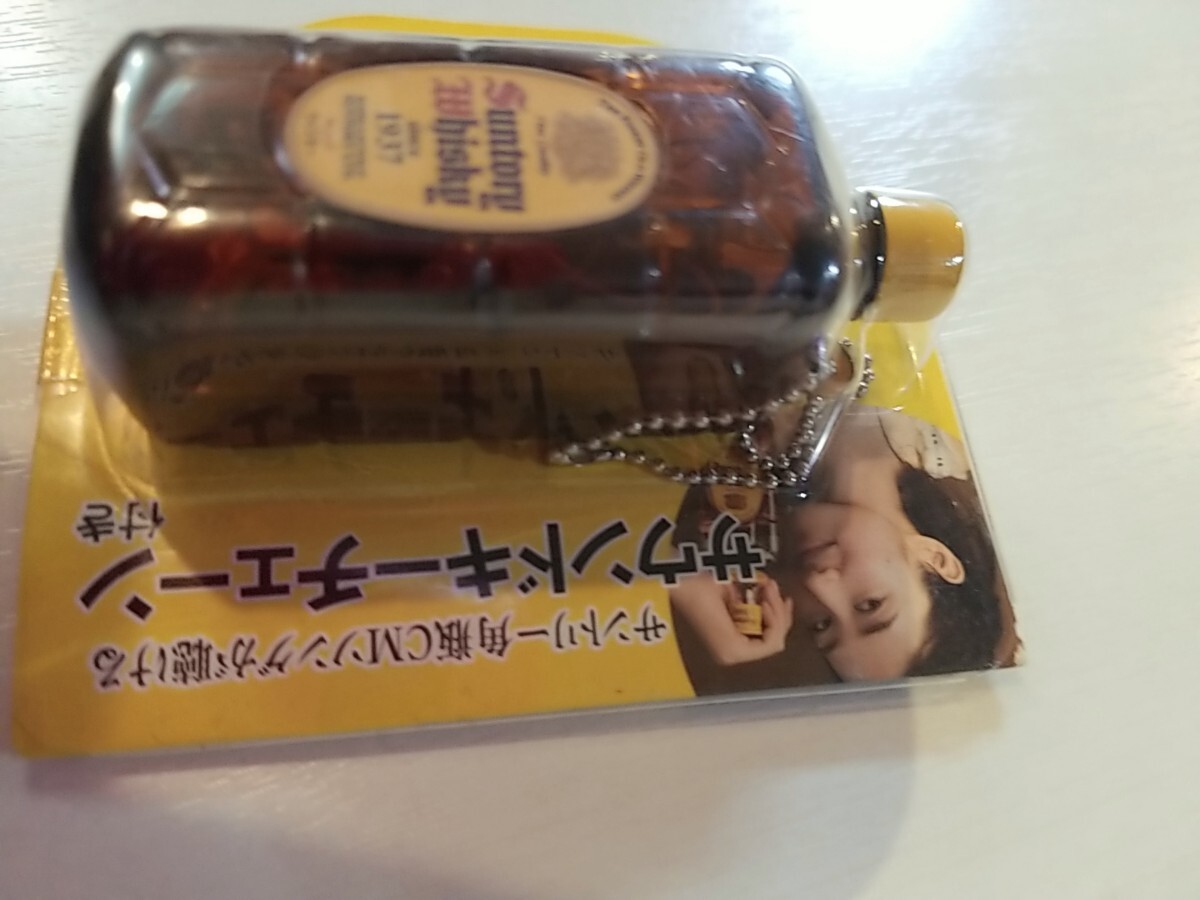 Suntory
Whisky
SINCE
1937
サントリー角瓶CMソングが聴ける
サウンドキーチェーン
付き